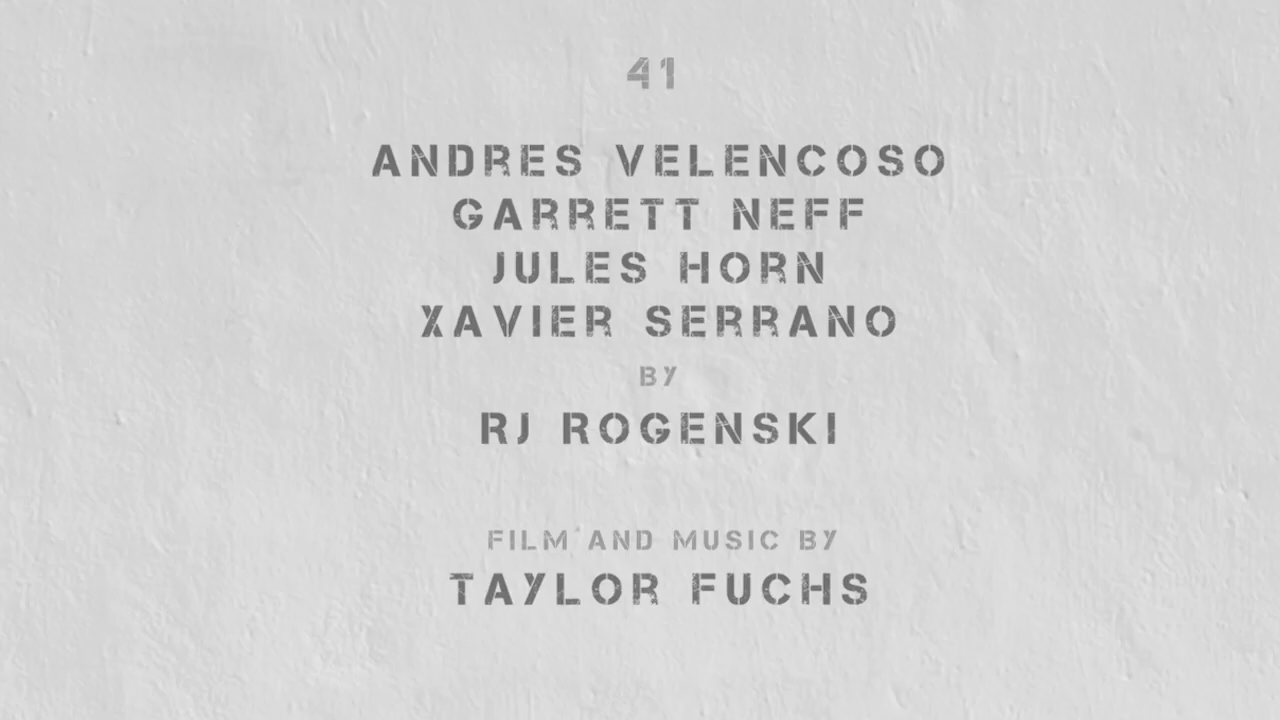 41
ANDRES VELENCOSO
GARRETT NEFF
JULES HORN
XAVIER SERRANO
BY
RJ ROGENSKI
FILM AND MUSIC BY
TAYLOR FUCHS